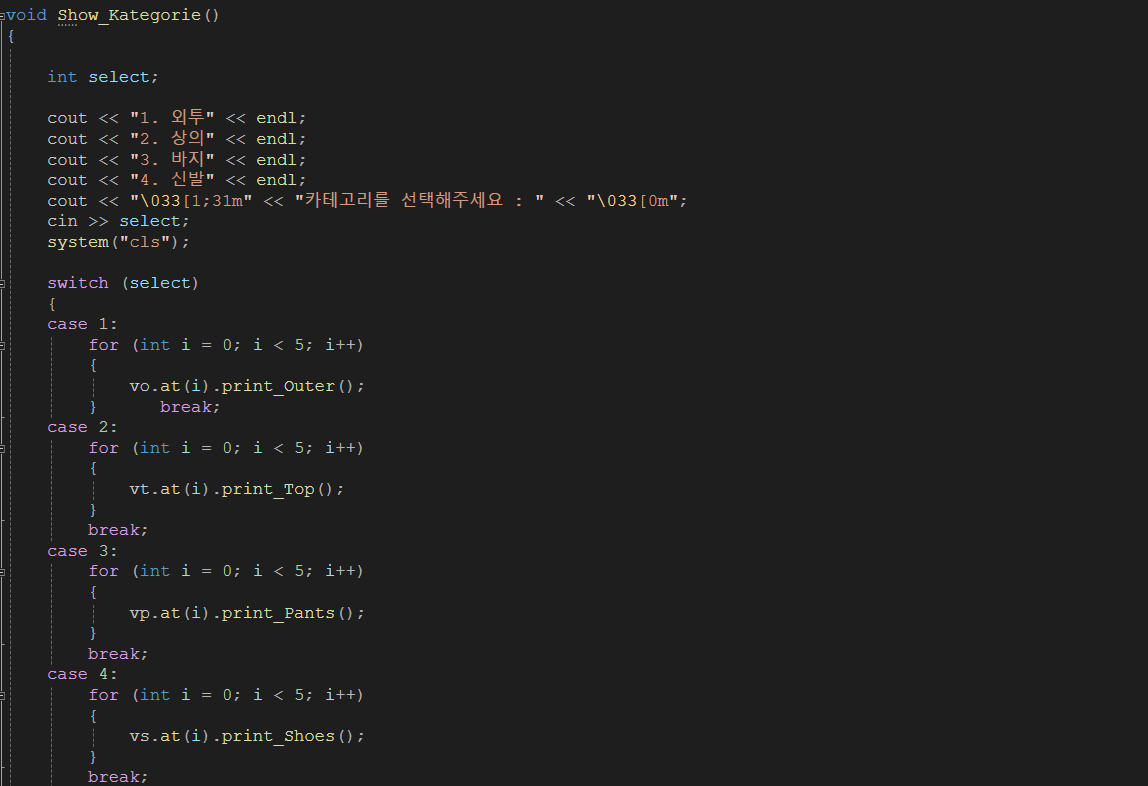 void Show_Kategorie()
{
int select;
cout << "1. 외투" << endl;
cout << "2. 상의" << endl;
cout << "3. 바지" << endl;
cout << "4. 신발" << endl;
cout << "\033[1;31m" << "카테고리를 선택해주세요 : " << "\033[0m";
cin >> select;
system("cls");
switch (select)
{
case 1:
for (int i = 0; i < 5; i++)
{
vo.at(i).print_Outer();
} break;
case 2:
for (int i = 0; i < 5; i++)
{
vt.at(i).print_Top();
}
break;
case 3:
for (int i = 0; i < 5; i++)
{
vp.at(i).print_Pants();
}
break;
case 4:
for (int i = 0; i < 5; i++)
{
vs.at(i).print_Shoes();
}
break;